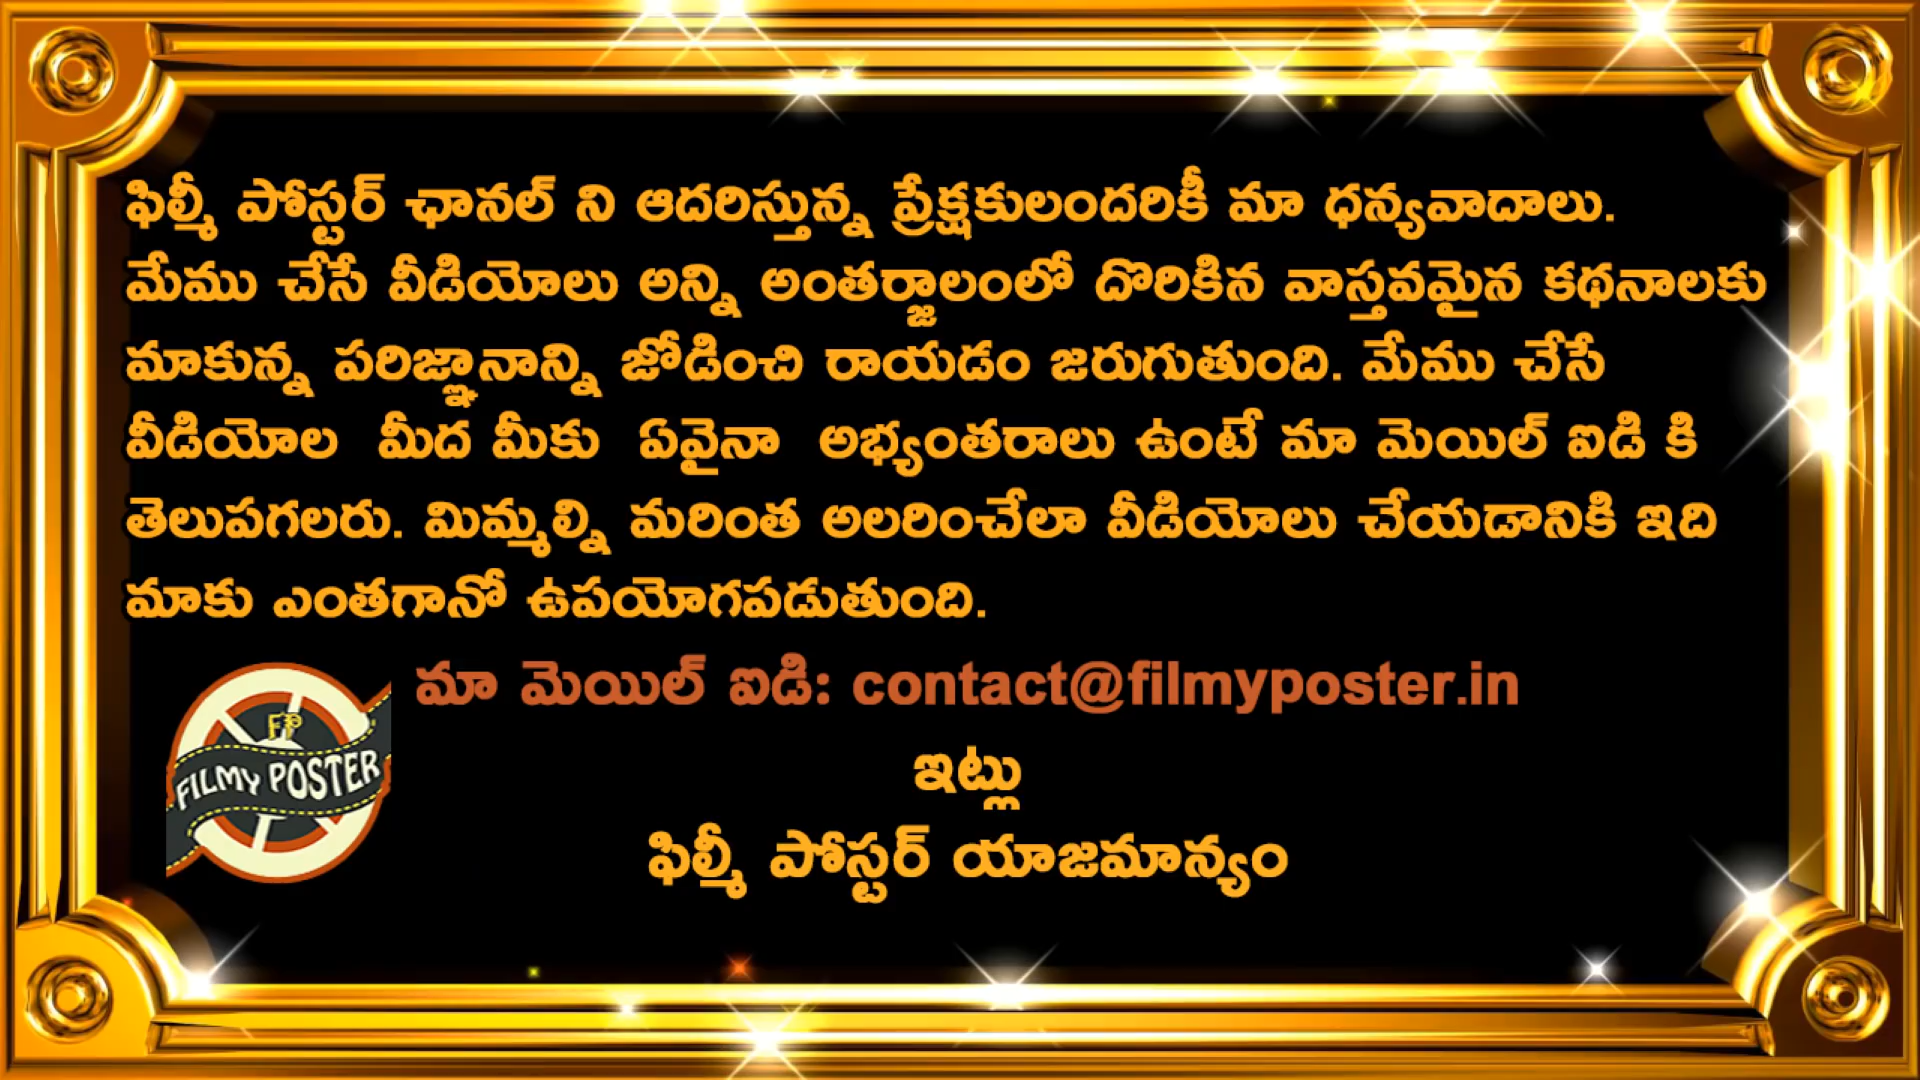 ఫిల్మీ పోస్టర్ ఛానల్ ని ఆదరిస్తున్న ప్రేక్షకులందరికీ మా ధన్యవాదాలు.
మేము చేసే వీడియోలు అన్ని అంతర్జాలంలో దొరికిన వాస్తవమైన కథనాలకు
మాకున్న పరిజ్ఞానాన్ని జోడించి రాయడం జరుగుతుంది. మేము చేసే
వీడియోల మీద మీకు ఏవైనా అభ్యంతరాలు ఉంటే మా మెయిల్ ఐడి కి
తెలుపగలరు. మిమ్మల్ని మరింత అలరించేలా వీడియోలు చేయడానికి ఇది
మాకు ఎంతగానో ఉపయోగపడుతుంది.
మా మెయిల్ ఐడి: contact@filmyposter.in
FP
FILMY POSTER
ఇట్లు
ఫిల్మీ పోస్టర్ యాజమాన్యం